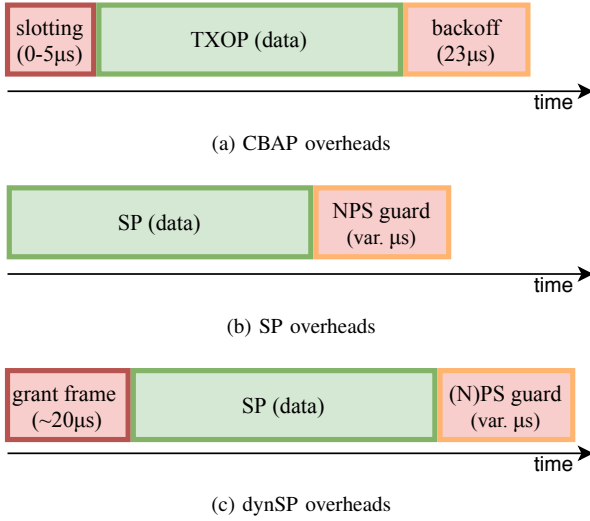 slotting
(0-5μs)
TXOP (data)
backoff
(23μs)
time
(a) CBAP overheads
SP (data)
NPS guard
(var. μs)
time
(b) SP overheads
grant frame
(~20μs)
SP (data)
(N)PS guard
(var. μs)
time
(c) dynSP overheads